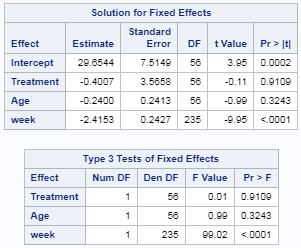 Solution for Fixed Effects
Effect Estimate Standard Error DF t Value Pr > |t|
Intercept 29.6544 7.5149 56 3.95 0.0002
Treatment -0.4007 3.5658 56 -0.11 0.9109
Age -0.2400 0.2413 56 -0.99 0.3243
week -2.4153 0.2427 235 -9.95 <.0001
Type 3 Tests of Fixed Effects
Effect Num DF Den DF F Value Pr > F
Treatment 1 56 0.01 0.9109
Age 1 56 0.99 0.3243
week 1 235 99.02 <.0001